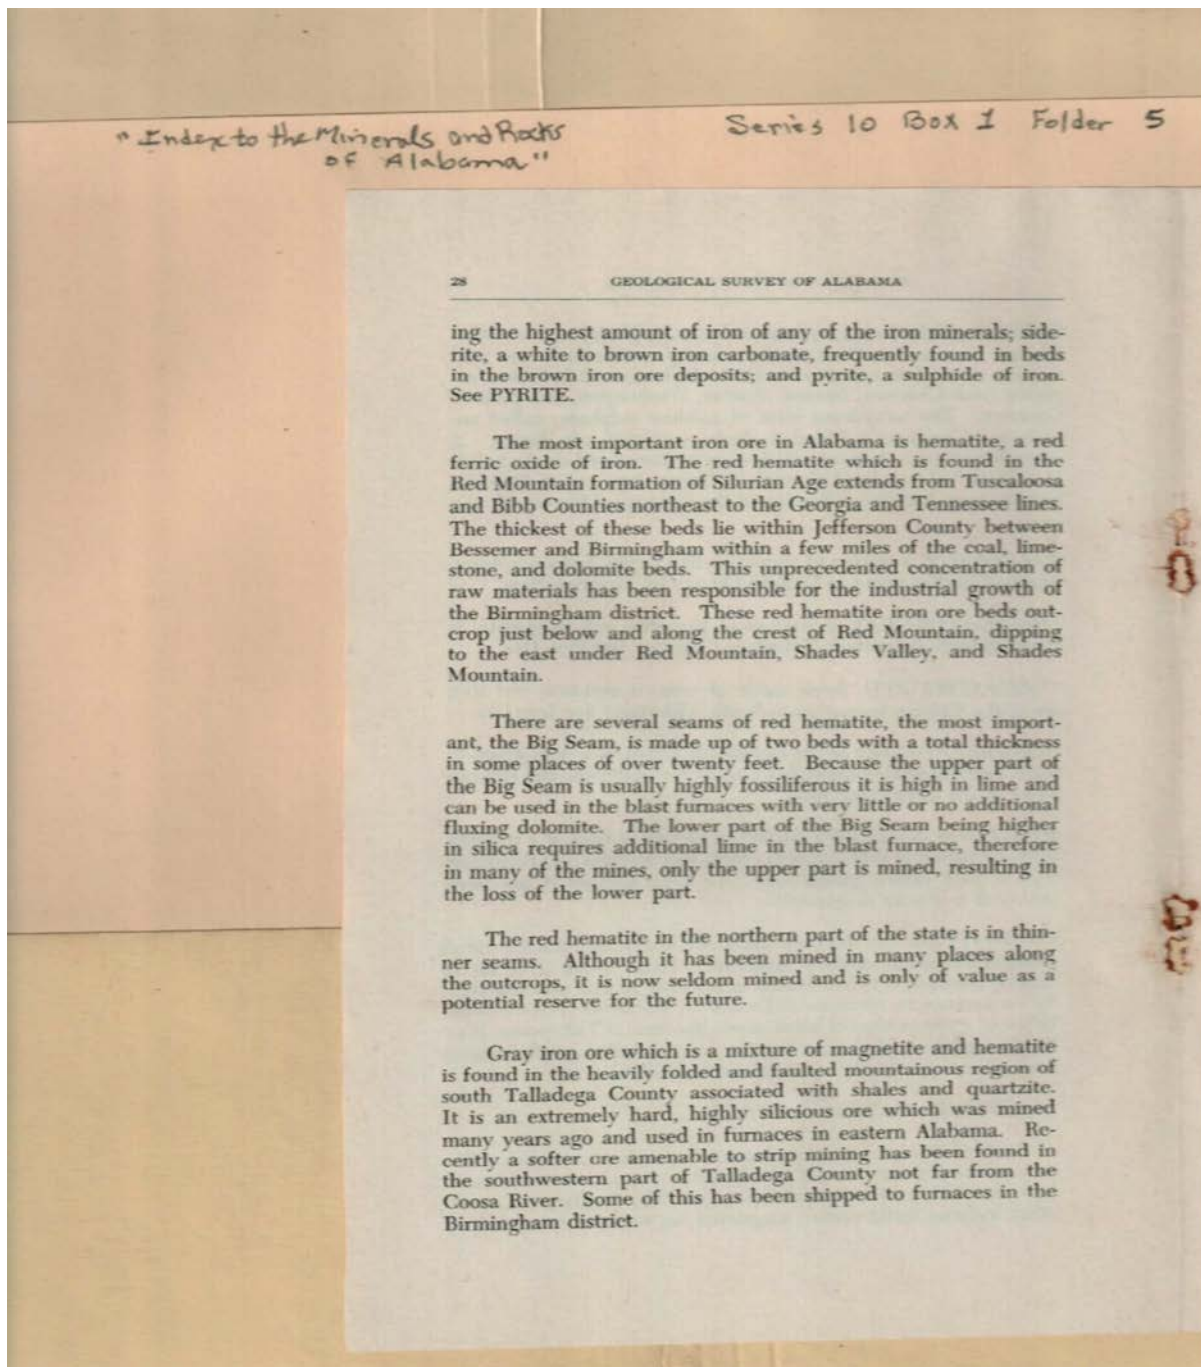 "Index to the Minerals and Rocks
of Alabama"
Series 10 Box 1 Folder 5
28 GEOLOGICAL SURVEY OF ALABAMA
ing the highest amount of iron of any of the iron minerals; side-
rite, a white to brown iron carbonate, frequently found in beds
in the brown iron ore deposits; and pyrite, a sulphide of iron.
See PYRITE.
The most important iron ore in Alabama is hematite, a red
ferric oxide of iron. The red hematite which is found in the
Red Mountain formation of Silurian Age extends from Tuscaloosa
and Bibb Counties northeast to the Georgia and Tennessee lines.
The thickest of these beds lie within Jefferson County between
Bessemer and Birmingham within a few miles of the coal, lime-
stone, and dolomite beds. This unprecedented concentration of
raw materials has been responsible for the industrial growth of
the Birmingham district. These red hematite iron ore beds out-
crop just below and along the crest of Red Mountain, dipping
to the east under Red Mountain, Shades Valley, and Shades
Mountain.
There are several seams of red hematite, the most import-
ant, the Big Seam, is made up of two beds with a total thickness
in some places of over twenty feet. Because the upper part of
the Big Seam is usually highly fossiliferous it is high in lime and
can be used in the blast furnaces with very little or no additional
fluxing dolomite. The lower part of the Big Seam being higher
in silica requires additional lime in the blast furnace, therefore
in many of the mines, only the upper part is mined, resulting in
the loss of the lower part.
The red hematite in the northern part of the state is in thin-
ner seams. Although it has been mined in many places along
the outcrops, it is now seldom mined and is only of value as a
potential reserve for the future.
Gray iron ore which is a mixture of magnetite and hematite
is found in the heavily folded and faulted mountainous region of
south Talladega County associated with shales and quartzite.
It is an extremely hard, highly silicious ore which was mined
many years ago and used in furnaces in eastern Alabama. Re-
cently a softer ore amenable to strip mining has been found in
the southwestern part of Talladega County not far from the
Coosa River. Some of this has been shipped to furnaces in the
Birmingham district.